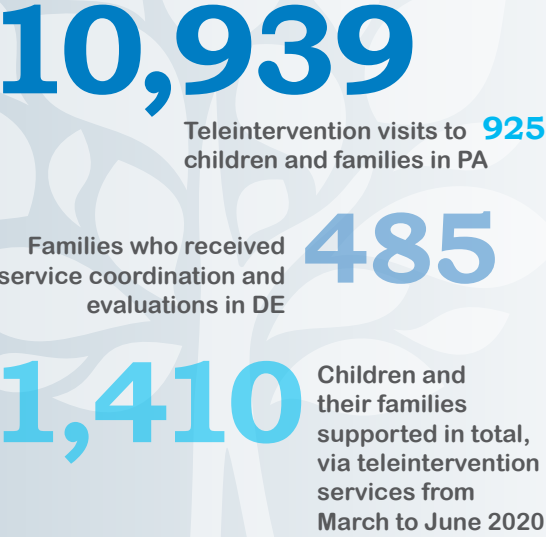 10,939
Teleintervention visits to 925
children and families in PA
Families who received
service coordination and
evaluations in DE
485
1,410
Children and
their families
supported in total,
via teleintervention
services from
March to June 2020